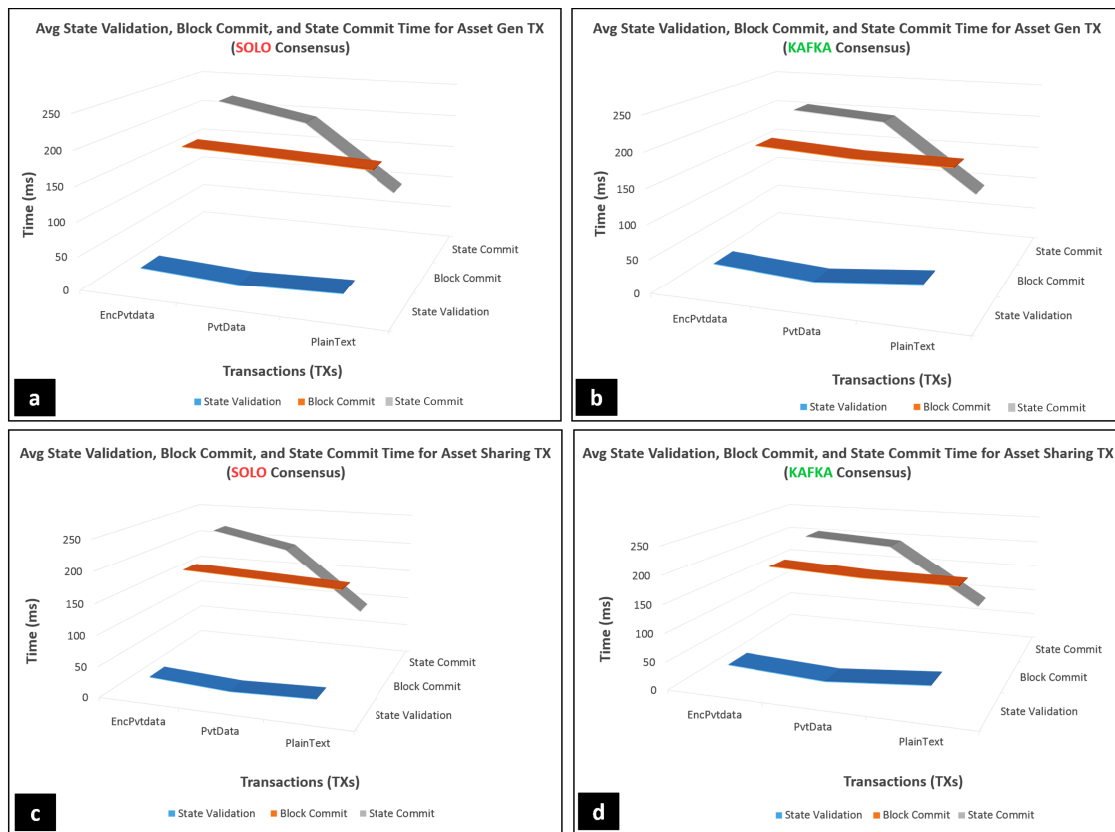 Avg State Validation, Block Commit, and State Commit Time for Asset Gen TX
(SOLO Consensus)
250
200
150
100
50
0
Time (ms)
EncPvtdata
PvtData
PlainText
State Commit
Block Commit
State Validation
Transactions (TXs)
State Validation Block Commit State Commit
a
Avg State Validation, Block Commit, and State Commit Time for Asset Gen TX
(KAFKA Consensus)
250
200
150
100
50
0
Time (ms)
EncPvtdata
PvtData
PlainText
State Commit
Block Commit
State Validation
Transactions (TXs)
State Validation Block Commit State Commit
b
Avg State Validation, Block Commit, and State Commit Time for Asset Sharing TX
(SOLO Consensus)
250
200
150
100
50
0
Time (ms)
EncPvtdata
PvtData
PlainText
State Commit
Block Commit
State Validation
Transactions (TXs)
State Validation Block Commit State Commit
c
Avg State Validation, Block Commit, and State Commit Time for Asset Sharing TX
(KAFKA Consensus)
250
200
150
100
50
0
Time (ms)
EncPvtdata
PvtData
PlainText
State Commit
Block Commit
State Validation
Transactions (TXs)
State Validation Block Commit State Commit
d